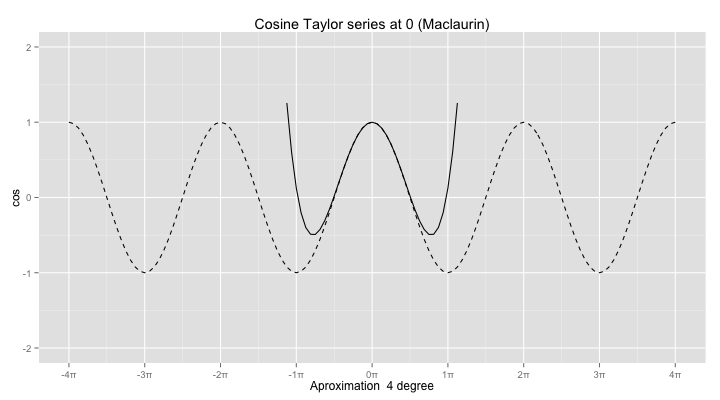 Cosine Taylor series at 0 (Maclaurin)
2
1
0
-1
-2
cos
-4π
-3π
-2π
-1π
0π
1π
2π
3π
4π
Aproximation  4 degree